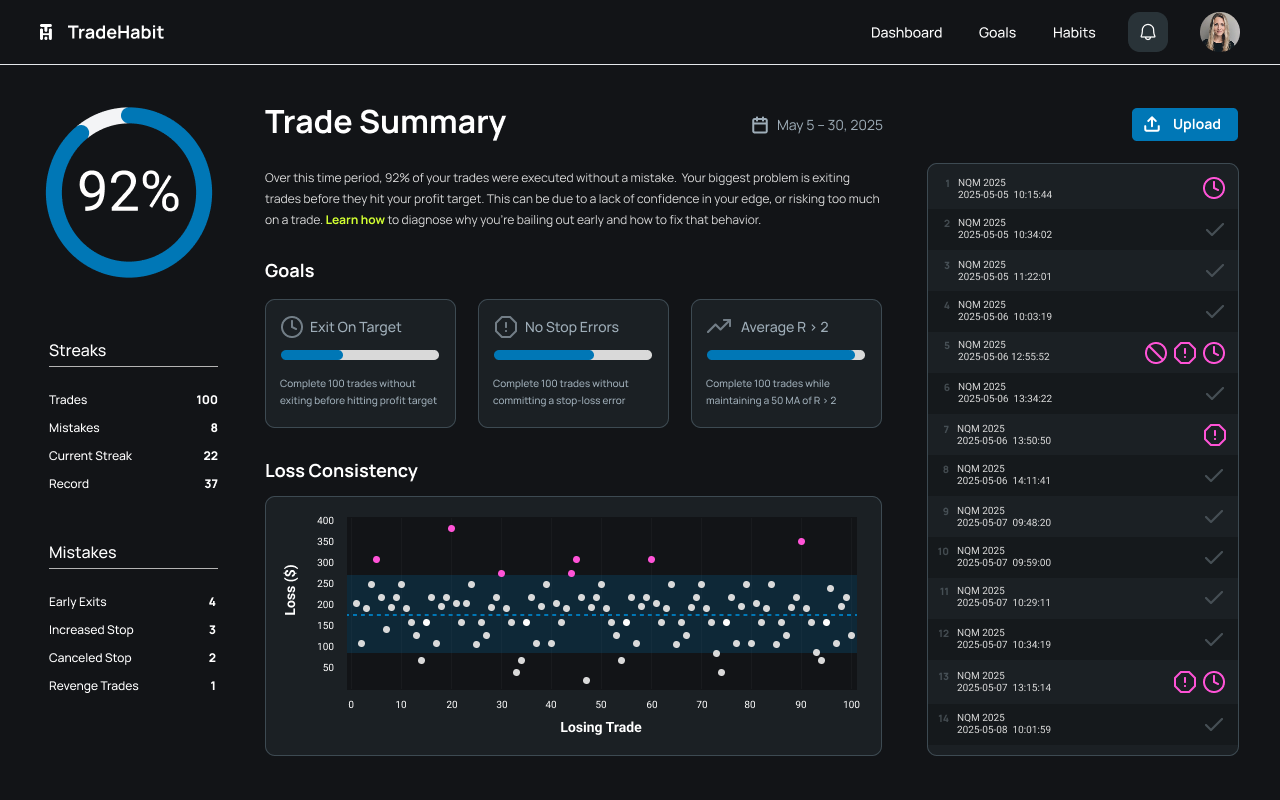 TradeHabit
Dashboard
Goals
Habits
92%
Trade Summary
May 5 – 30, 2025
Upload
Over this time period, 92% of your trades were executed without a mistake. Your biggest problem is exiting
trades before they hit your profit target. This can be due to a lack of confidence in your edge, or risking too much
on a trade. Learn how to diagnose why you're bailing out early and how to fix that behavior.
Goals
Exit On Target
Complete 100 trades without
exiting before hitting profit target
No Stop Errors
Complete 100 trades without
committing a stop-loss error
Average R > 2
Complete 100 trades while
maintaining a 50 MA of R > 2
Streaks
Trades 100
Mistakes 8
Current Streak 22
Record 37
Mistakes
Early Exits 4
Increased Stop 3
Canceled Stop 2
Revenge Trades 1
Loss Consistency
Loss ($)
400
350
300
250
200
150
100
50
0 10 20 30 40 50 60 70 80 90 100
Losing Trade
1 NQM 2025
2025-05-05 10:15:44
2 NQM 2025
2025-05-05 10:34:02
3 NQM 2025
2025-05-05 11:22:01
4 NQM 2025
2025-05-06 10:03:19
5 NQM 2025
2025-05-06 12:55:52
6 NQM 2025
2025-05-06 13:34:22
7 NQM 2025
2025-05-06 13:50:50
8 NQM 2025
2025-05-06 14:11:41
9 NQM 2025
2025-05-07 09:48:20
10 NQM 2025
2025-05-07 09:59:00
11 NQM 2025
2025-05-07 10:29:11
12 NQM 2025
2025-05-07 10:34:19
13 NQM 2025
2025-05-07 13:15:14
14 NQM 2025
2025-05-08 10:01:59